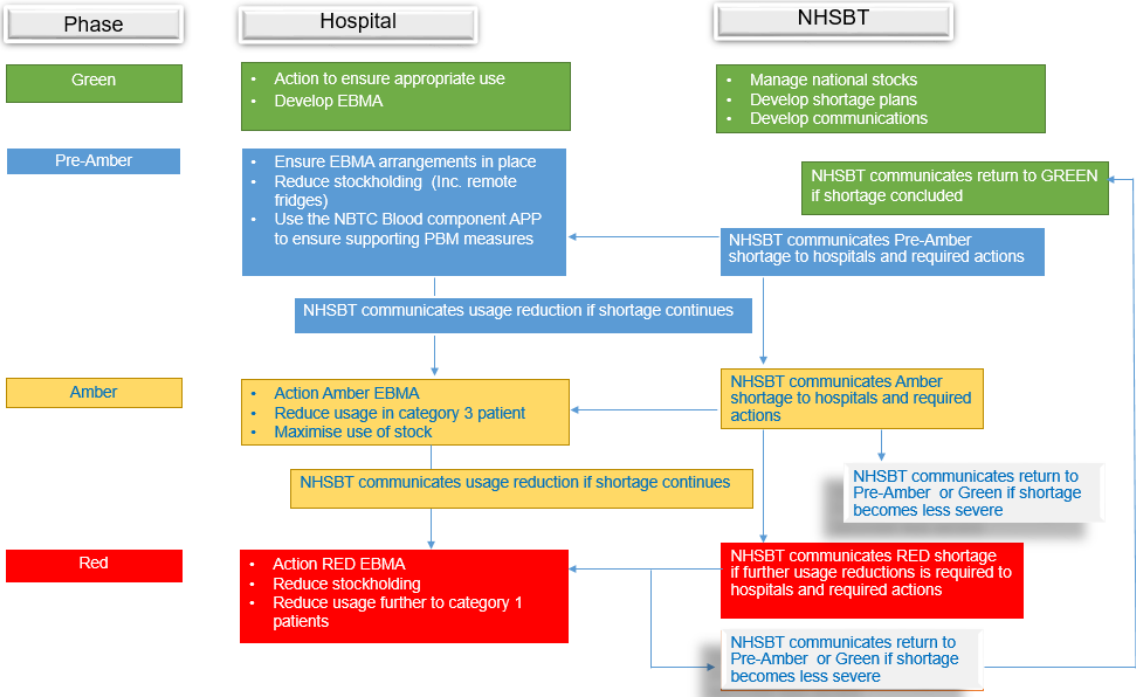 Phase
Hospital
NHSBT
Green
• Action to ensure appropriate use
• Develop EBMA
• Manage national stocks
• Develop shortage plans
• Develop communications
Pre-Amber
• Ensure EBMA arrangements in place
• Reduce stockholding (Inc. remote
fridges)
• Use the NBTC Blood component APP
to ensure supporting PBM measures
NHSBT communicates return to GREEN
if shortage concluded
NHSBT communicates Pre-Amber
shortage to hospitals and required actions
NHSBT communicates usage reduction if shortage continues
Amber
• Action Amber EBMA
• Reduce usage in category 3 patient
• Maximise use of stock
NHSBT communicates Amber
shortage to hospitals and required
actions
NHSBT communicates usage reduction if shortage continues
NHSBT communicates return to
Pre-Amber or Green if shortage
becomes less severe
Red
• Action RED EBMA
• Reduce stockholding
• Reduce usage further to category 1
patients
NHSBT communicates RED shortage
if further usage reductions is required to
hospitals and required actions
NHSBT communicates return to
Pre-Amber or Green if shortage
becomes less severe